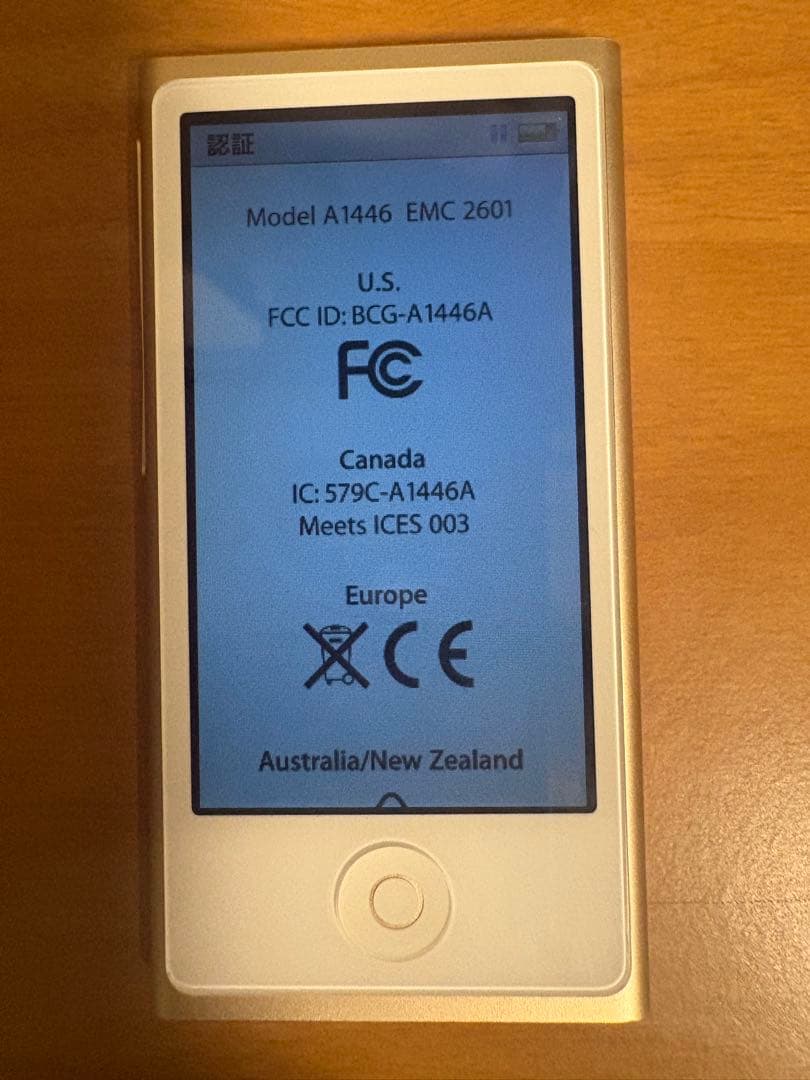 認証
Model A1446 EMC 2601
U.S.
FCC ID: BCG-A1446A
FC
Canada
IC: 579C-A1446A
Meets ICES 003
Europe
CE
Australia/New Zealand